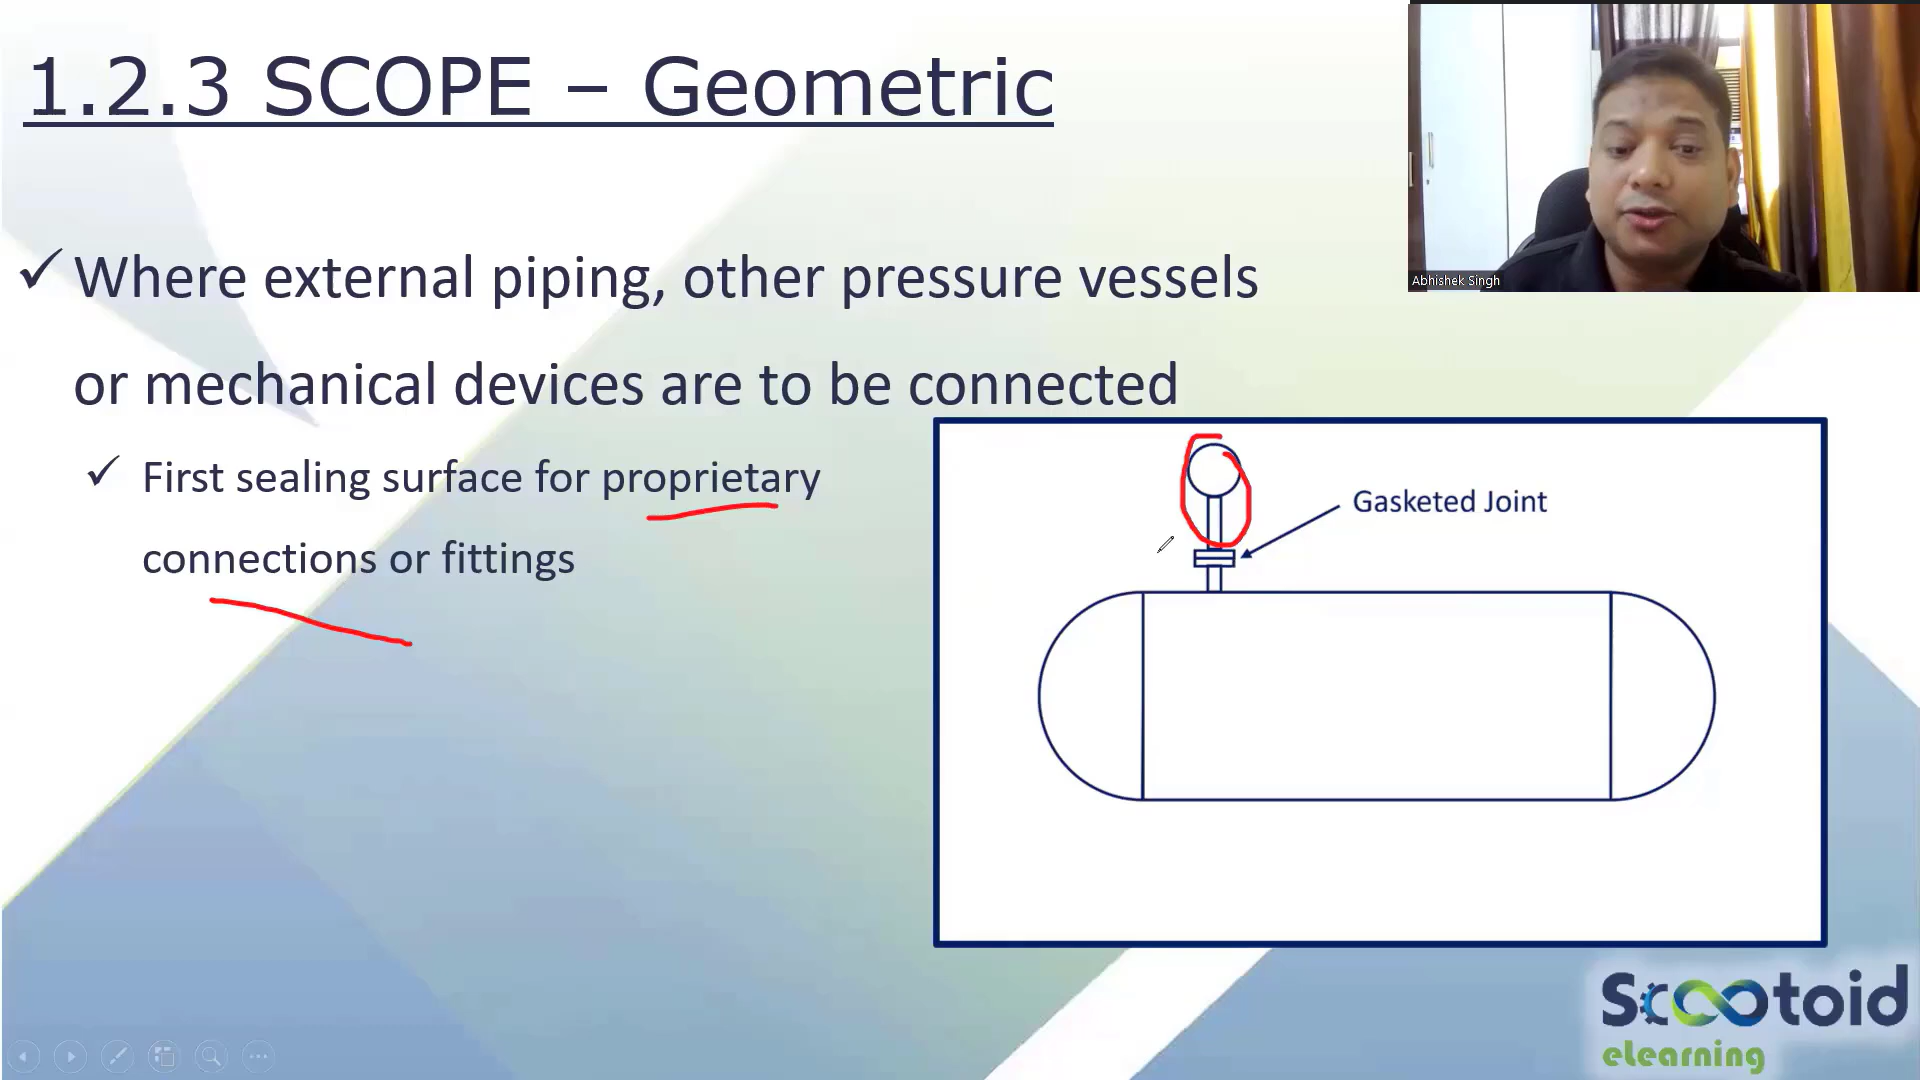 1.2.3 SCOPE – Geometric
Abhishek Singh
✓ Where external piping, other pressure vessels
or mechanical devices are to be connected
✓ First sealing surface for proprietary
connections or fittings
Gasketed Joint
Scootoid
eLearning